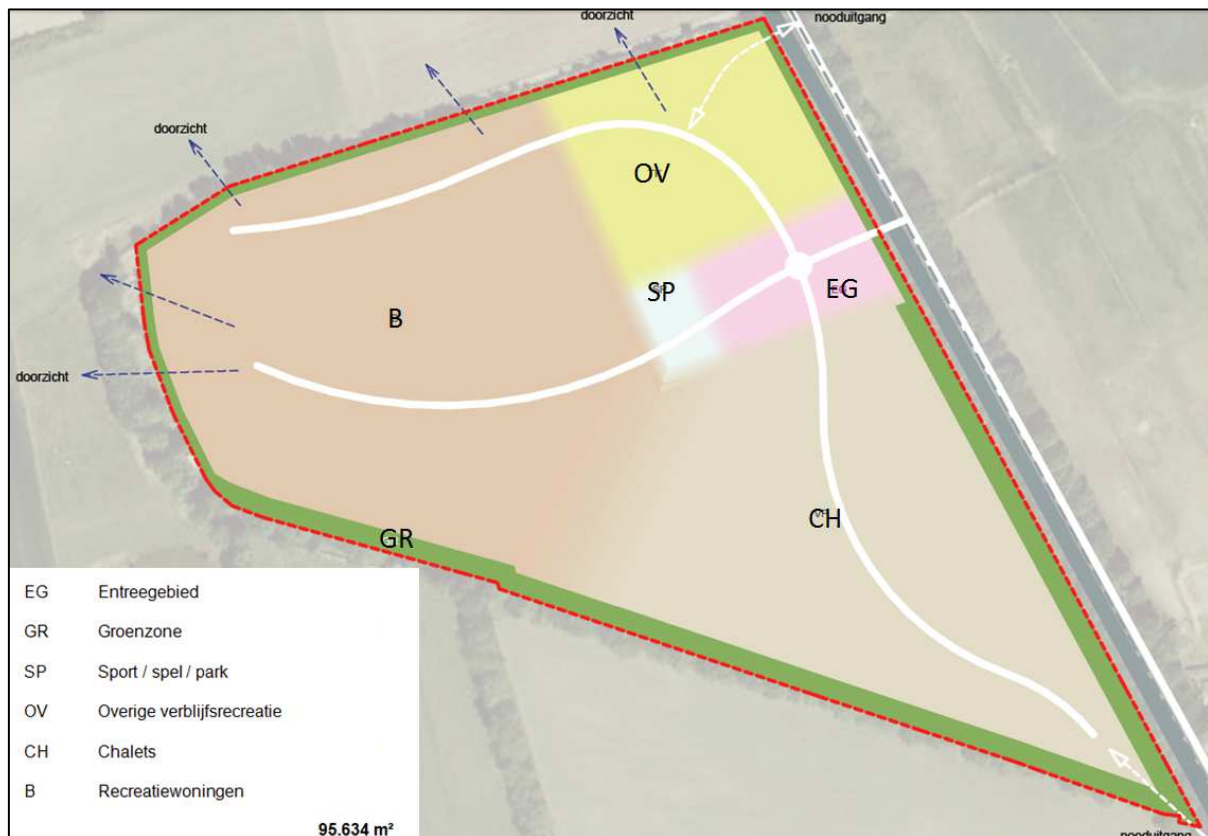 doorzicht
nooduitgang
doorzicht
OV
SP
EG
B
doorzicht
CH
GR
EG Entreegebied
GR Groenzone
SP Sport / spel / park
OV Overige verblijfsrecreatie
CH Chalets
B Recreatiewoningen
95.634 m²
nooduitgang